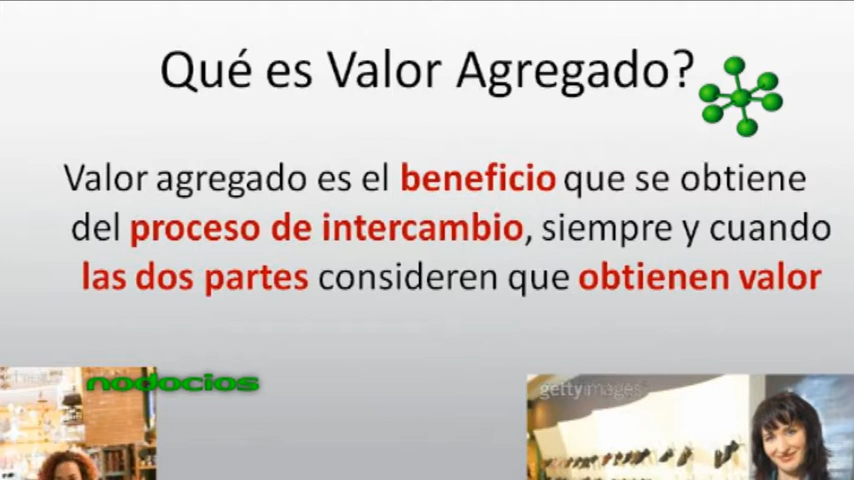 Qué es Valor Agregado?
Valor agregado es el beneficio que se obtiene
del proceso de intercambio, siempre y cuando
las dos partes consideren que obtienen valor
nodocios
gettyimages